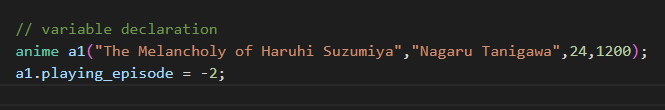 // variable declaration
anime a1("The Melancholy of Haruhi Suzumiya","Nagaru Tanigawa",24,1200);
a1.playing_episode = -2;